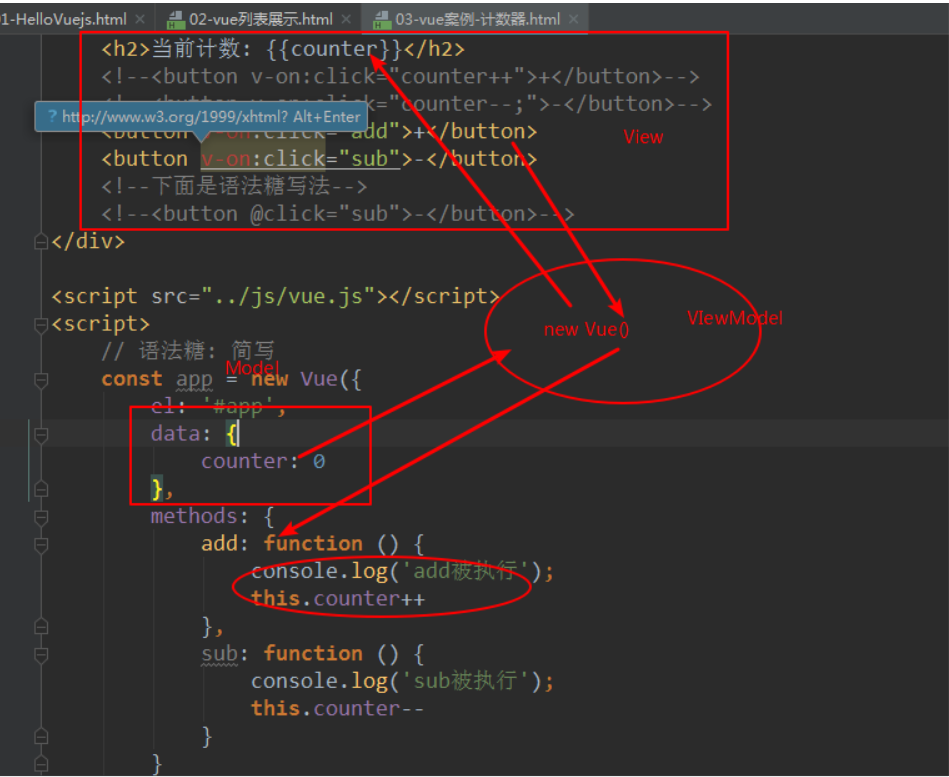 1-HelloVuejs.html × 02-vue列表展示.html × 03-vue案例-计数器.html ×
<h2>当前计数: {{counter}}</h2>
<!--<button v-on:click="counter++">+</button>-->
="counter--;">-</button>-->
? http://www.w3.org/1999/xhtml? Alt+Enter
<button v-on:click="add">+</button>
View
<button v-on:click="sub">-</button>
<!--下面是语法糖写法-->
<!--<button @click="sub">-</button>-->
</div>
<script src="../js/vue.js"></script>
new Vue() VIewModel
<script>
// 语法糖: 简写
Model
const app = new Vue({
el: '#app',
data: {
counter: 0
},
methods: {
add: function () {
console.log('add被执行');
this.counter++
},
sub: function () {
console.log('sub被执行');
this.counter--
}
}